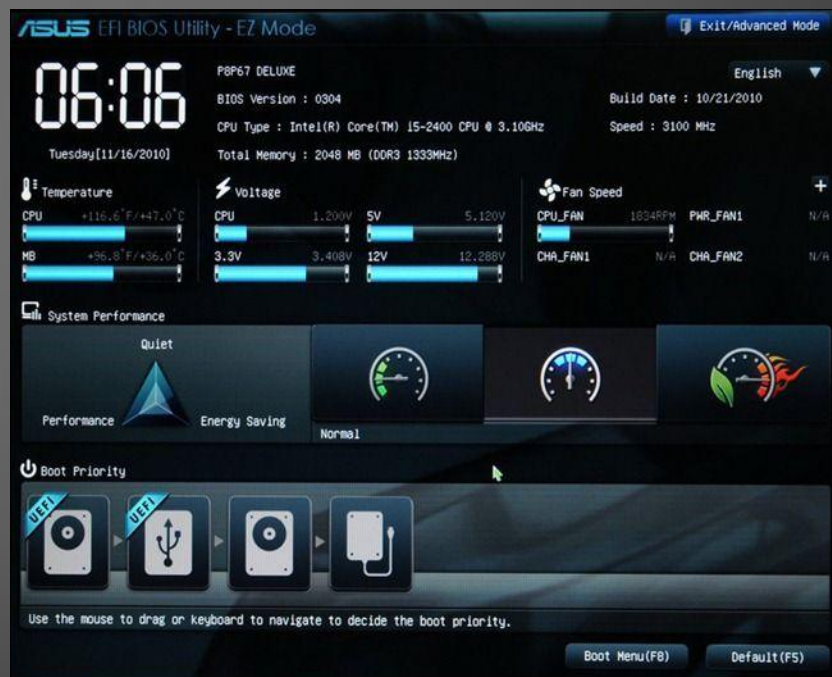 ASUS EFI BIOS Utility - EZ Mode
Exit/Advanced Mode
06:06
Tuesday[11/16/2010]
P8P67 DELUXE
English
BIOS Version : 0304
Build Date : 10/21/2010
CPU Type : Intel(R) Core(TM) i5-2400 CPU @ 3.10GHz
Speed : 3100 MHz
Total Memory : 2048 MB (DDR3 1333MHz)
Temperature
CPU +116.6°F/+47.0°C
MB +96.8°F/+36.0°C
Voltage
CPU 1.200V 5V 5.120V
3.3V 3.408V 12V 12.288V
Fan Speed
CPU_FAN 1834RPM PWR_FAN1 N/A
CHA_FAN1 N/A CHA_FAN2 N/A
System Performance
Quiet
Performance Energy Saving
Normal
Boot Priority
UEFI UEFI
Use the mouse to drag or keyboard to navigate to decide the boot priority.
Boot Menu(F8) Default(F5)